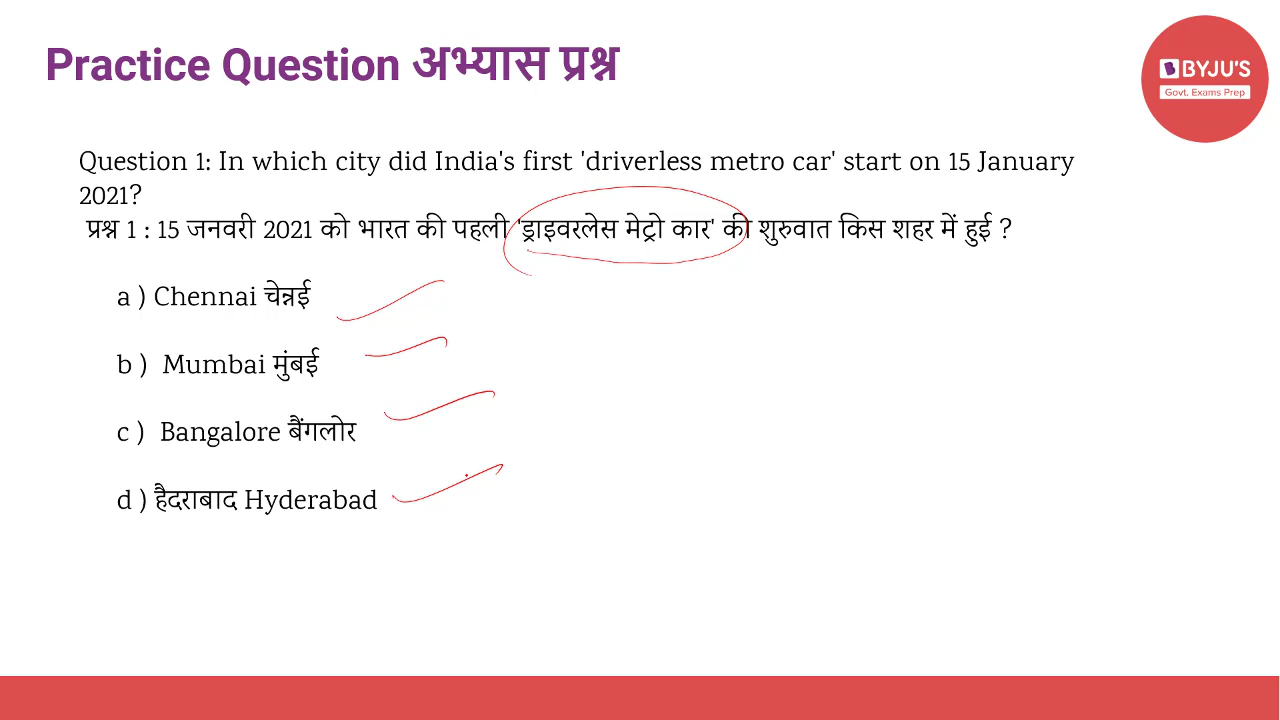 Practice Question अभ्यास प्रश्न
BYJU'S
Govt. Exams Prep
Question 1: In which city did India's first 'driverless metro car' start on 15 January
2021?
प्रश्न 1 : 15 जनवरी 2021 को भारत की पहली 'ड्राइवरलेस मेट्रो कार' की शुरुवात किस शहर में हुई ?
a ) Chennai चेन्नई
b ) Mumbai मुंबई
c ) Bangalore बैंगलोर
d ) हैदराबाद Hyderabad